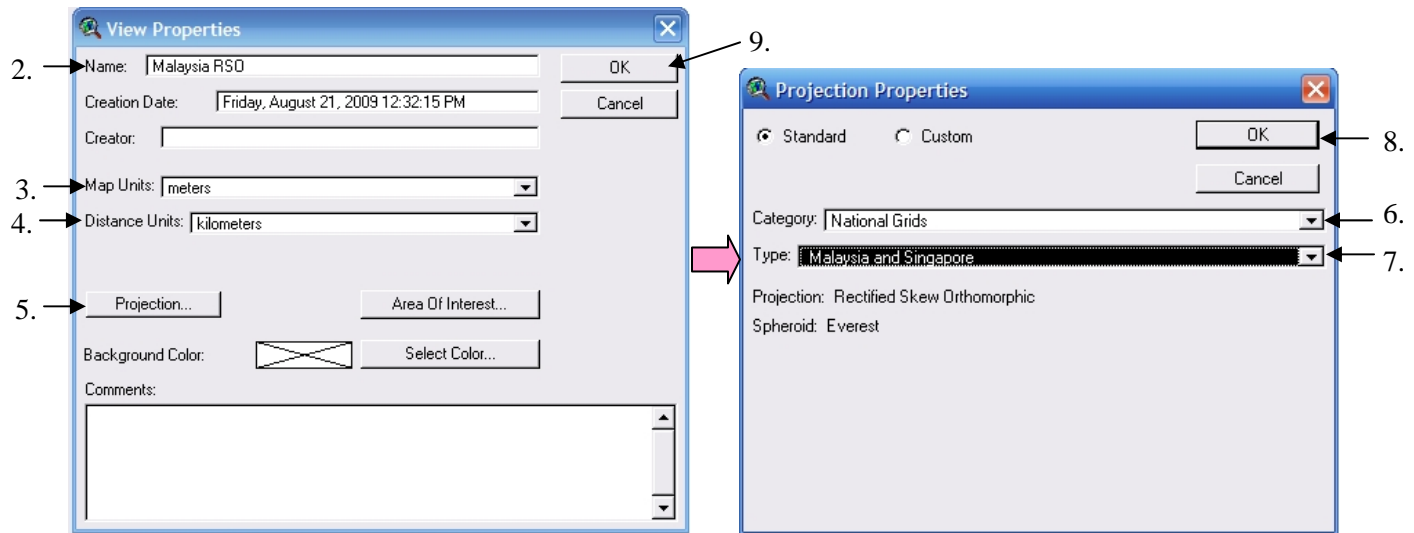 View Properties
2.
Name: Malaysia RSO
OK
9.
Creation Date: Friday, August 21, 2009 12:32:15 PM
Cancel
Creator:
3.
Map Units: meters
4.
Distance Units: kilometers
5.
Projection...
Area Of Interest...
Background Color:
Select Color...
Comments:
Projection Properties
Standard
Custom
OK
8.
Cancel
Category: National Grids
6.
Type: Malaysia and Singapore
7.
Projection: Rectified Skew Orthomorphic
Spheroid: Everest